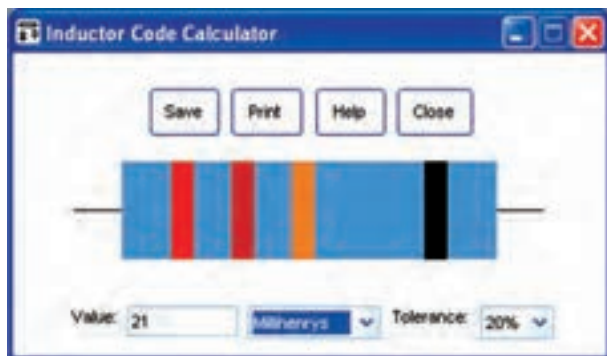 Inductor Code Calculator
Save Print Help Close
Value: 21 Millihenrys Tolerance: 20%